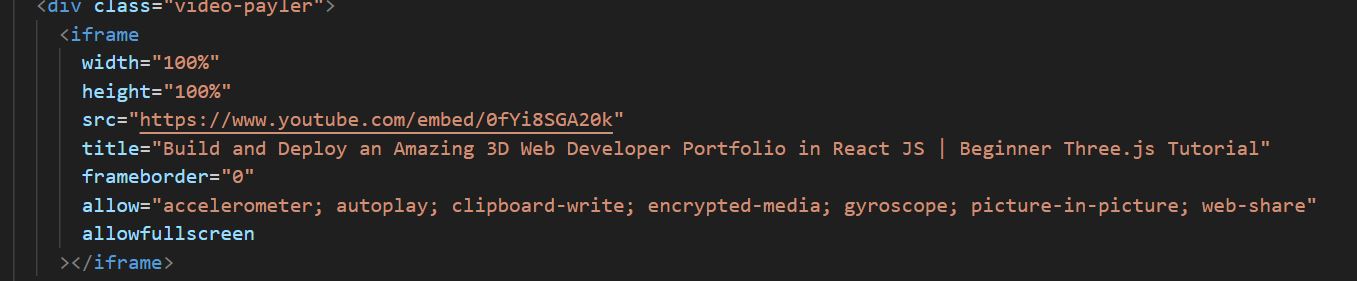 <div class="video-payler">
<iframe
width="100%"
height="100%"
src="https://www.youtube.com/embed/0fYi8SGA20k"
title="Build and Deploy an Amazing 3D Web Developer Portfolio in React JS | Beginner Three.js Tutorial"
frameborder="0"
allow="accelerometer; autoplay; clipboard-write; encrypted-media; gyroscope; picture-in-picture; web-share"
allowfullscreen
></iframe>